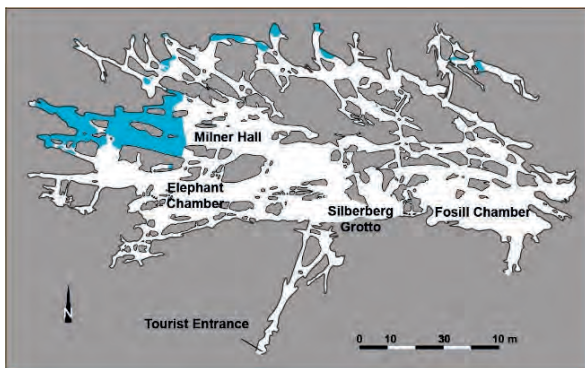 Milner Hall
Elephant
Chamber
Silberberg
Grotto
Fosill Chamber
N
Tourist Entrance
0 10 30 10 m